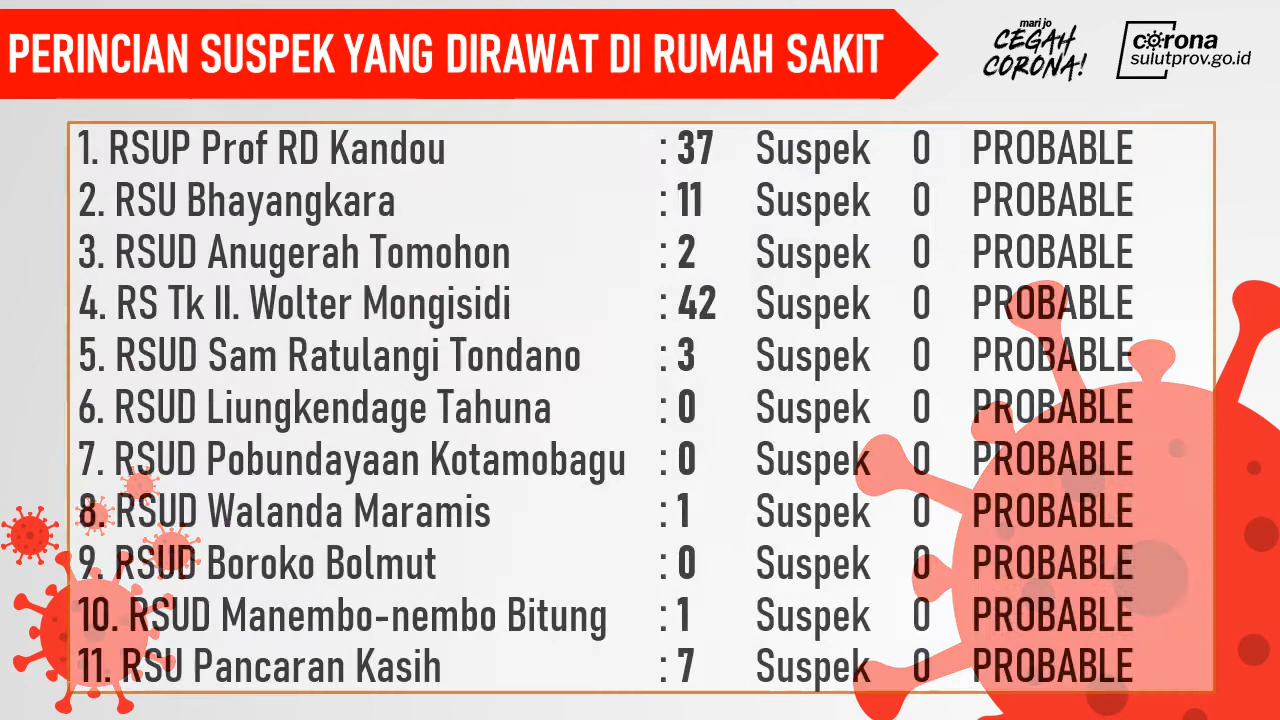 PERINCIAN SUSPEK YANG DIRAWAT DI RUMAH SAKIT
mari jo
CEGAH
CORONA!
corona
sulutprov.go.id
1. RSUP Prof RD Kandou : 37 Suspek 0 PROBABLE
2. RSU Bhayangkara : 11 Suspek 0 PROBABLE
3. RSUD Anugerah Tomohon : 2 Suspek 0 PROBABLE
4. RS Tk II. Wolter Mongisidi : 42 Suspek 0 PROBABLE
5. RSUD Sam Ratulangi Tondano : 3 Suspek 0 PROBABLE
6. RSUD Liungkendage Tahuna : 0 Suspek 0 PROBABLE
7. RSUD Pobundayaan Kotamobagu : 0 Suspek 0 PROBABLE
8. RSUD Walanda Maramis : 1 Suspek 0 PROBABLE
9. RSUD Boroko Bolmut : 0 Suspek 0 PROBABLE
10. RSUD Manembo-nembo Bitung : 1 Suspek 0 PROBABLE
11. RSU Pancaran Kasih : 7 Suspek 0 PROBABLE